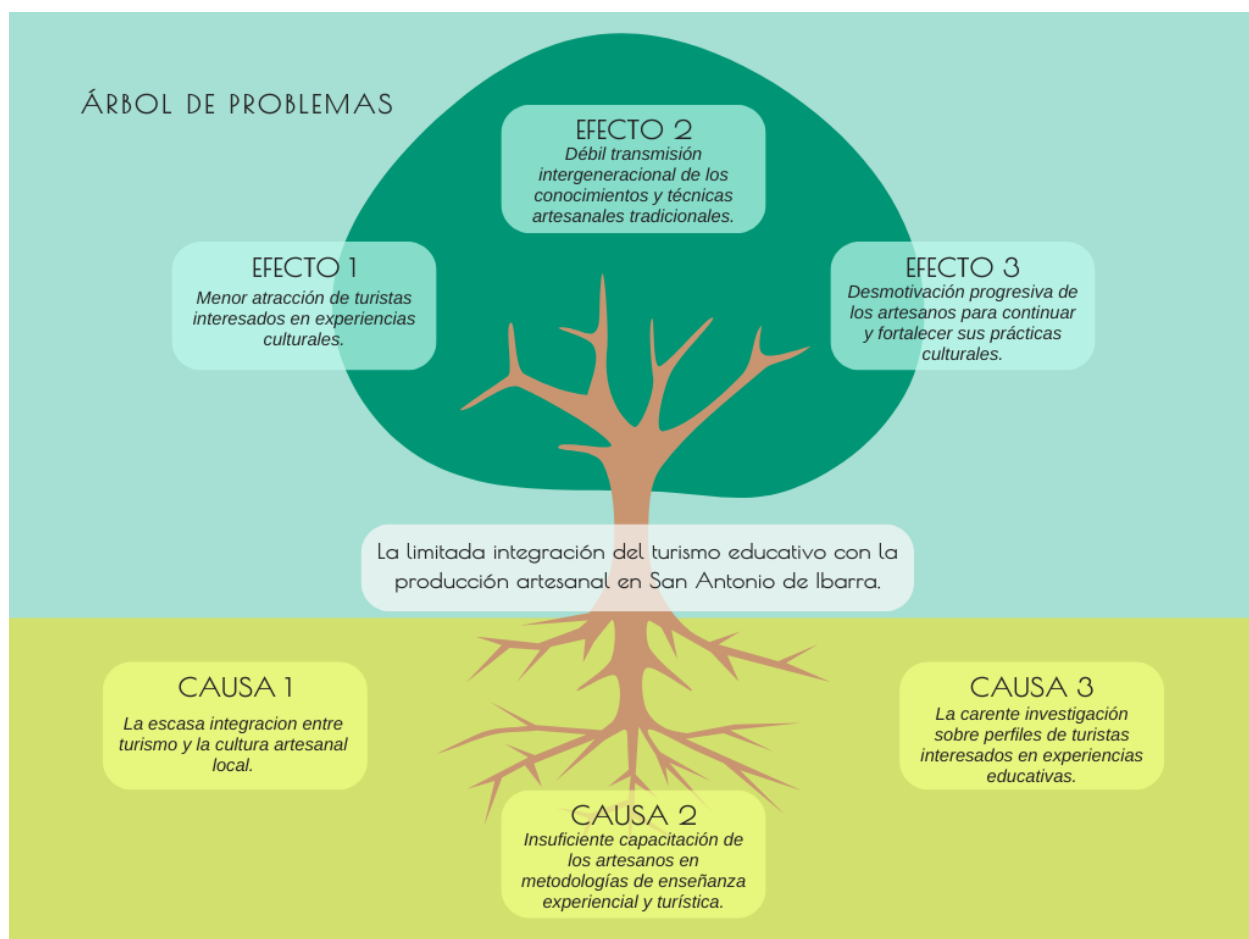 ÁRBOL DE PROBLEMAS
EFECTO 2
Débil transmisión
intergeneracional de los
conocimientos y técnicas
artesanales tradicionales.
EFECTO 1
Menor atracción de turistas
interesados en experiencias
culturales.
EFECTO 3
Desmotivación progresiva de
los artesanos para continuar
y fortalecer sus prácticas
culturales.
La limitada integración del turismo educativo con la
producción artesanal en San Antonio de Ibarra.
CAUSA 1
La escasa integracion entre
turismo y la cultura artesanal
local.
CAUSA 3
La carente investigación
sobre perfiles de turistas
interesados en experiencias
educativas.
CAUSA 2
Insuficiente capacitación de
los artesanos en
metodologías de enseñanza
experiencial y turística.